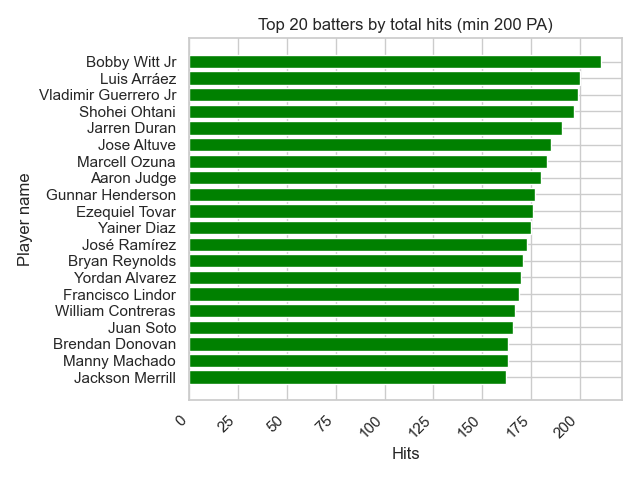 Top 20 batters by total hits (min 200 PA)
Player name
Bobby Witt Jr
Luis Arráez
Vladimir Guerrero Jr
Shohei Ohtani
Jarren Duran
Jose Altuve
Marcell Ozuna
Aaron Judge
Gunnar Henderson
Ezequiel Tovar
Yainer Diaz
José Ramírez
Bryan Reynolds
Yordan Alvarez
Francisco Lindor
William Contreras
Juan Soto
Brendan Donovan
Manny Machado
Jackson Merrill
0 25 50 75 100 125 150 175 200
Hits